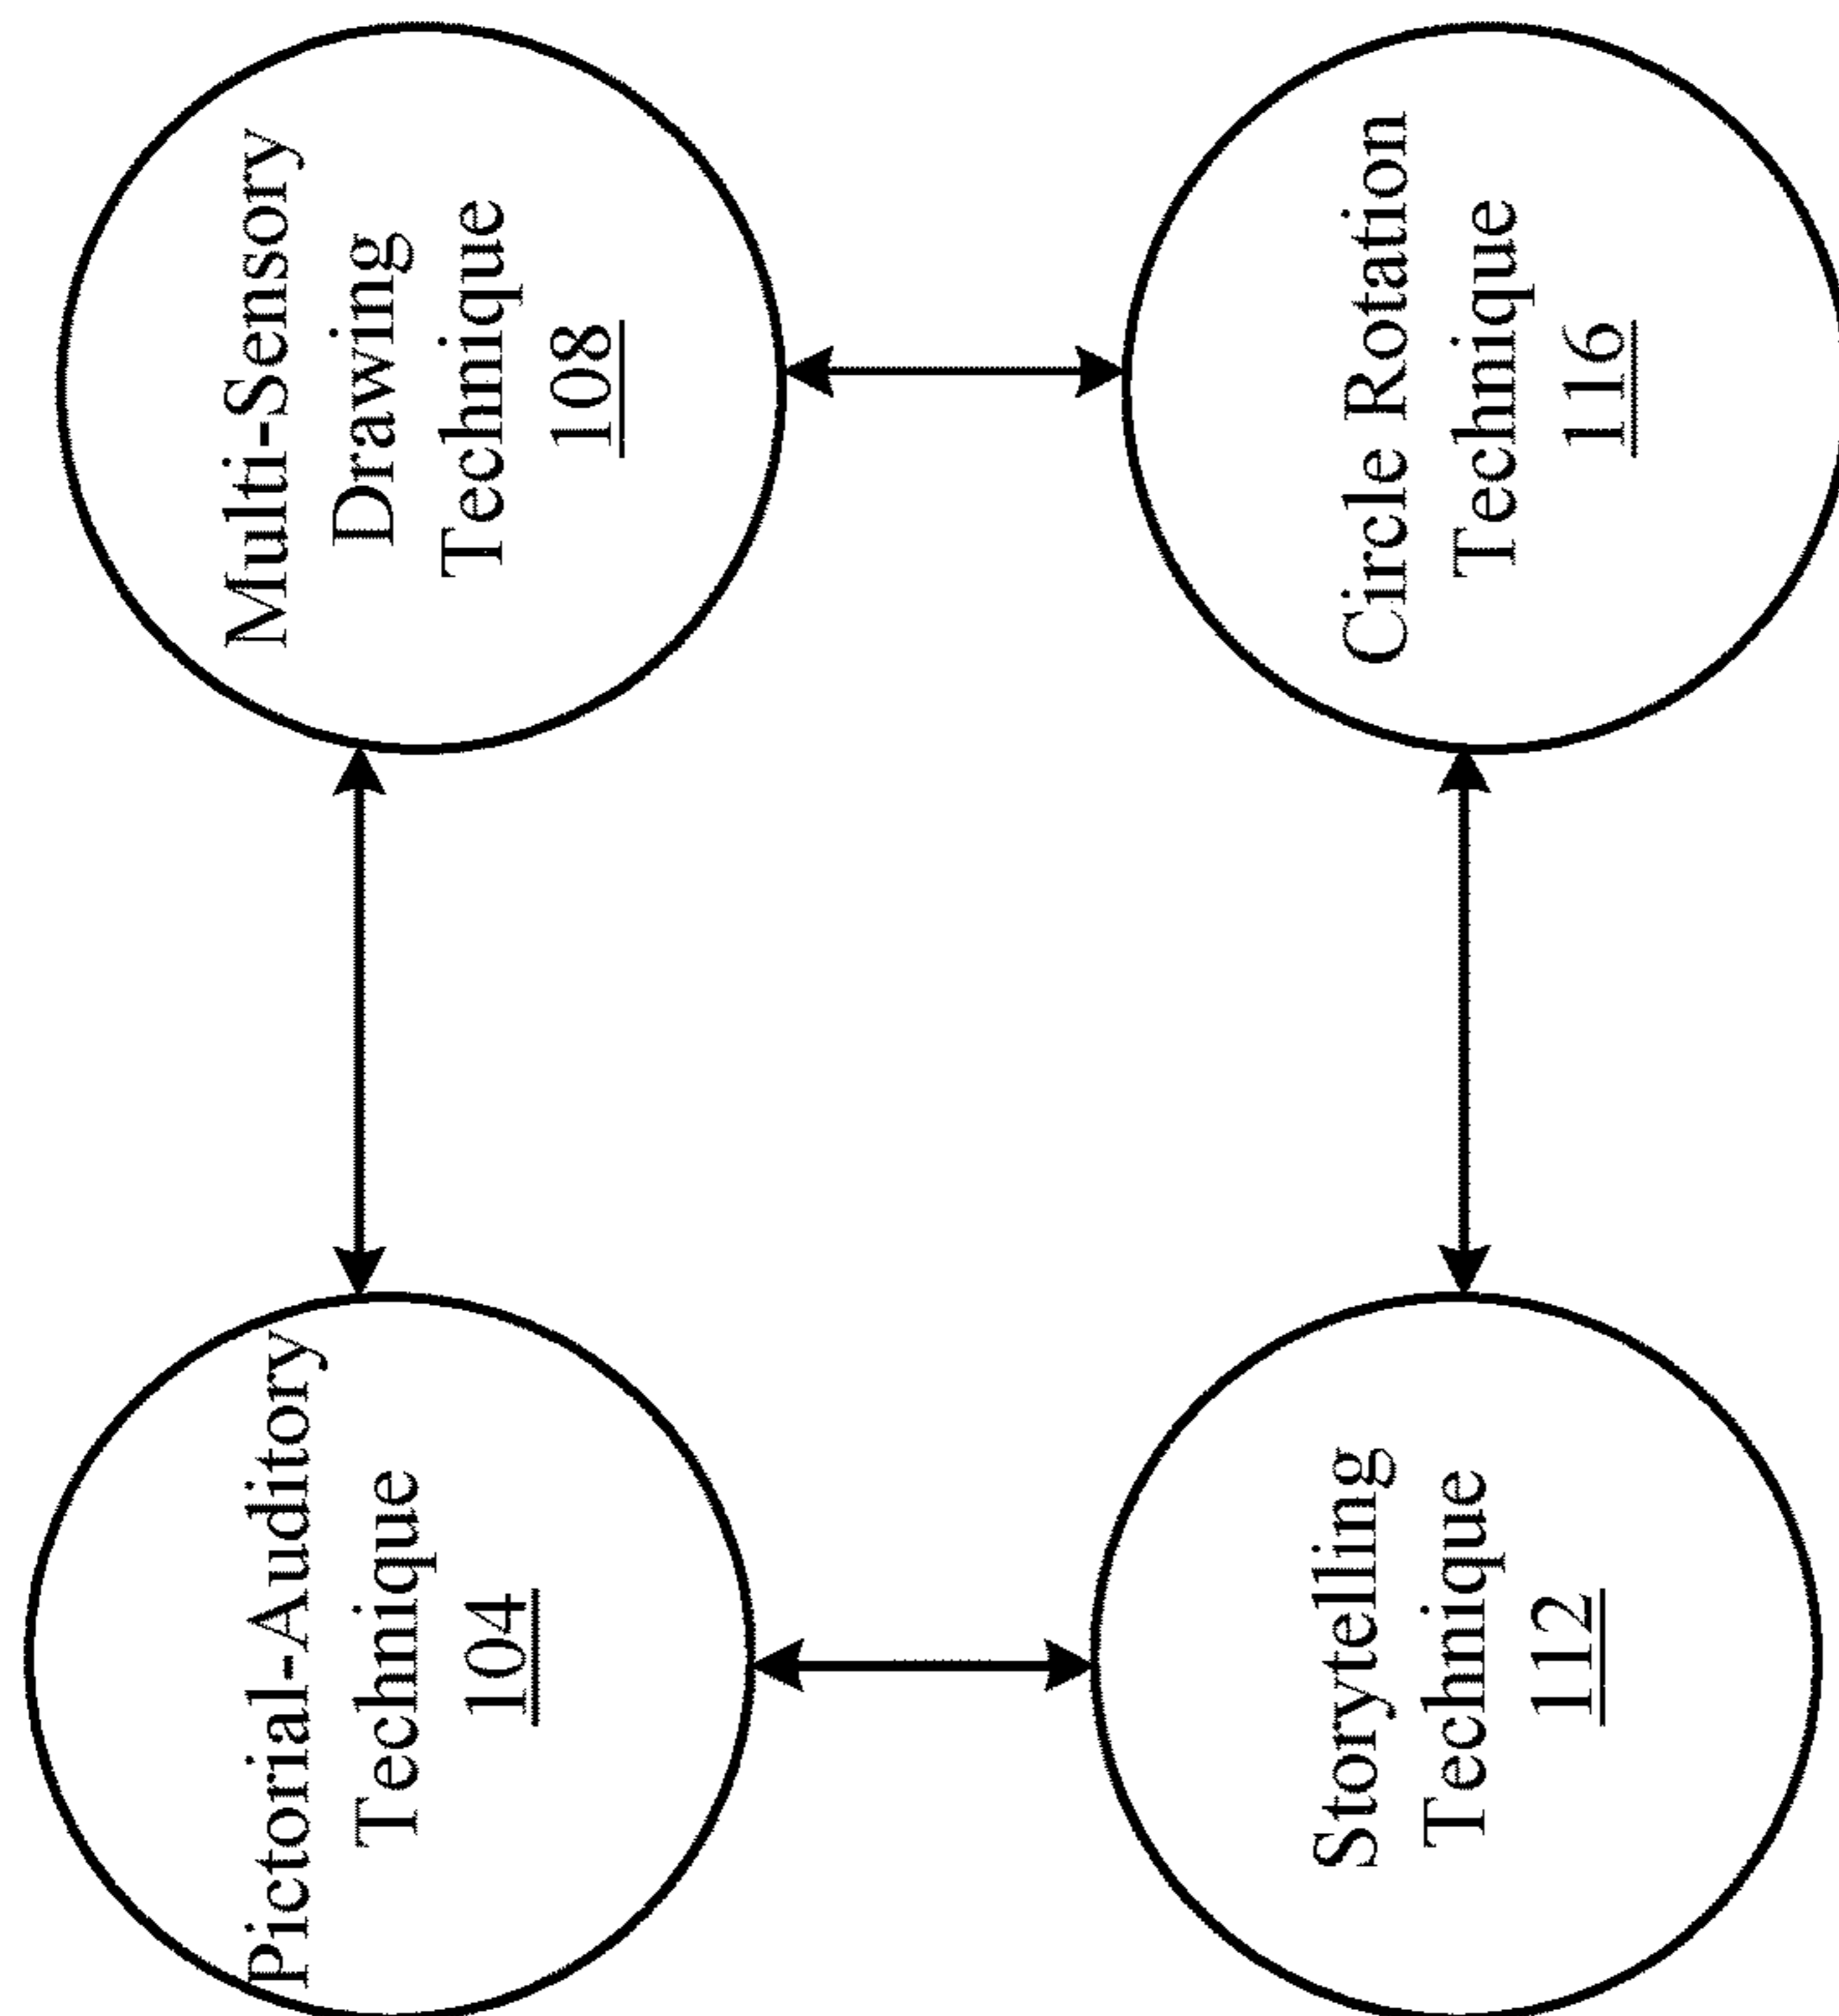 Pictorial-Auditory
Technique
104
Multi-Sensory
Drawing
Technique
108
Storytelling
Technique
112
Circle Rotation
Technique
116